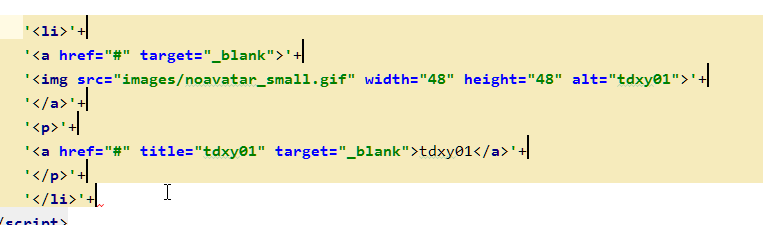 '<li>'+
'<a href="#" target="_blank">'+
'<img src="images/noavatar_small.gif" width="48" height="48" alt="tdxy01">'+
'</a>'+
'<p>'+
'<a href="#" title="tdxy01" target="_blank">tdxy01</a>'+
'</p>'+
'</li>'+
/script>